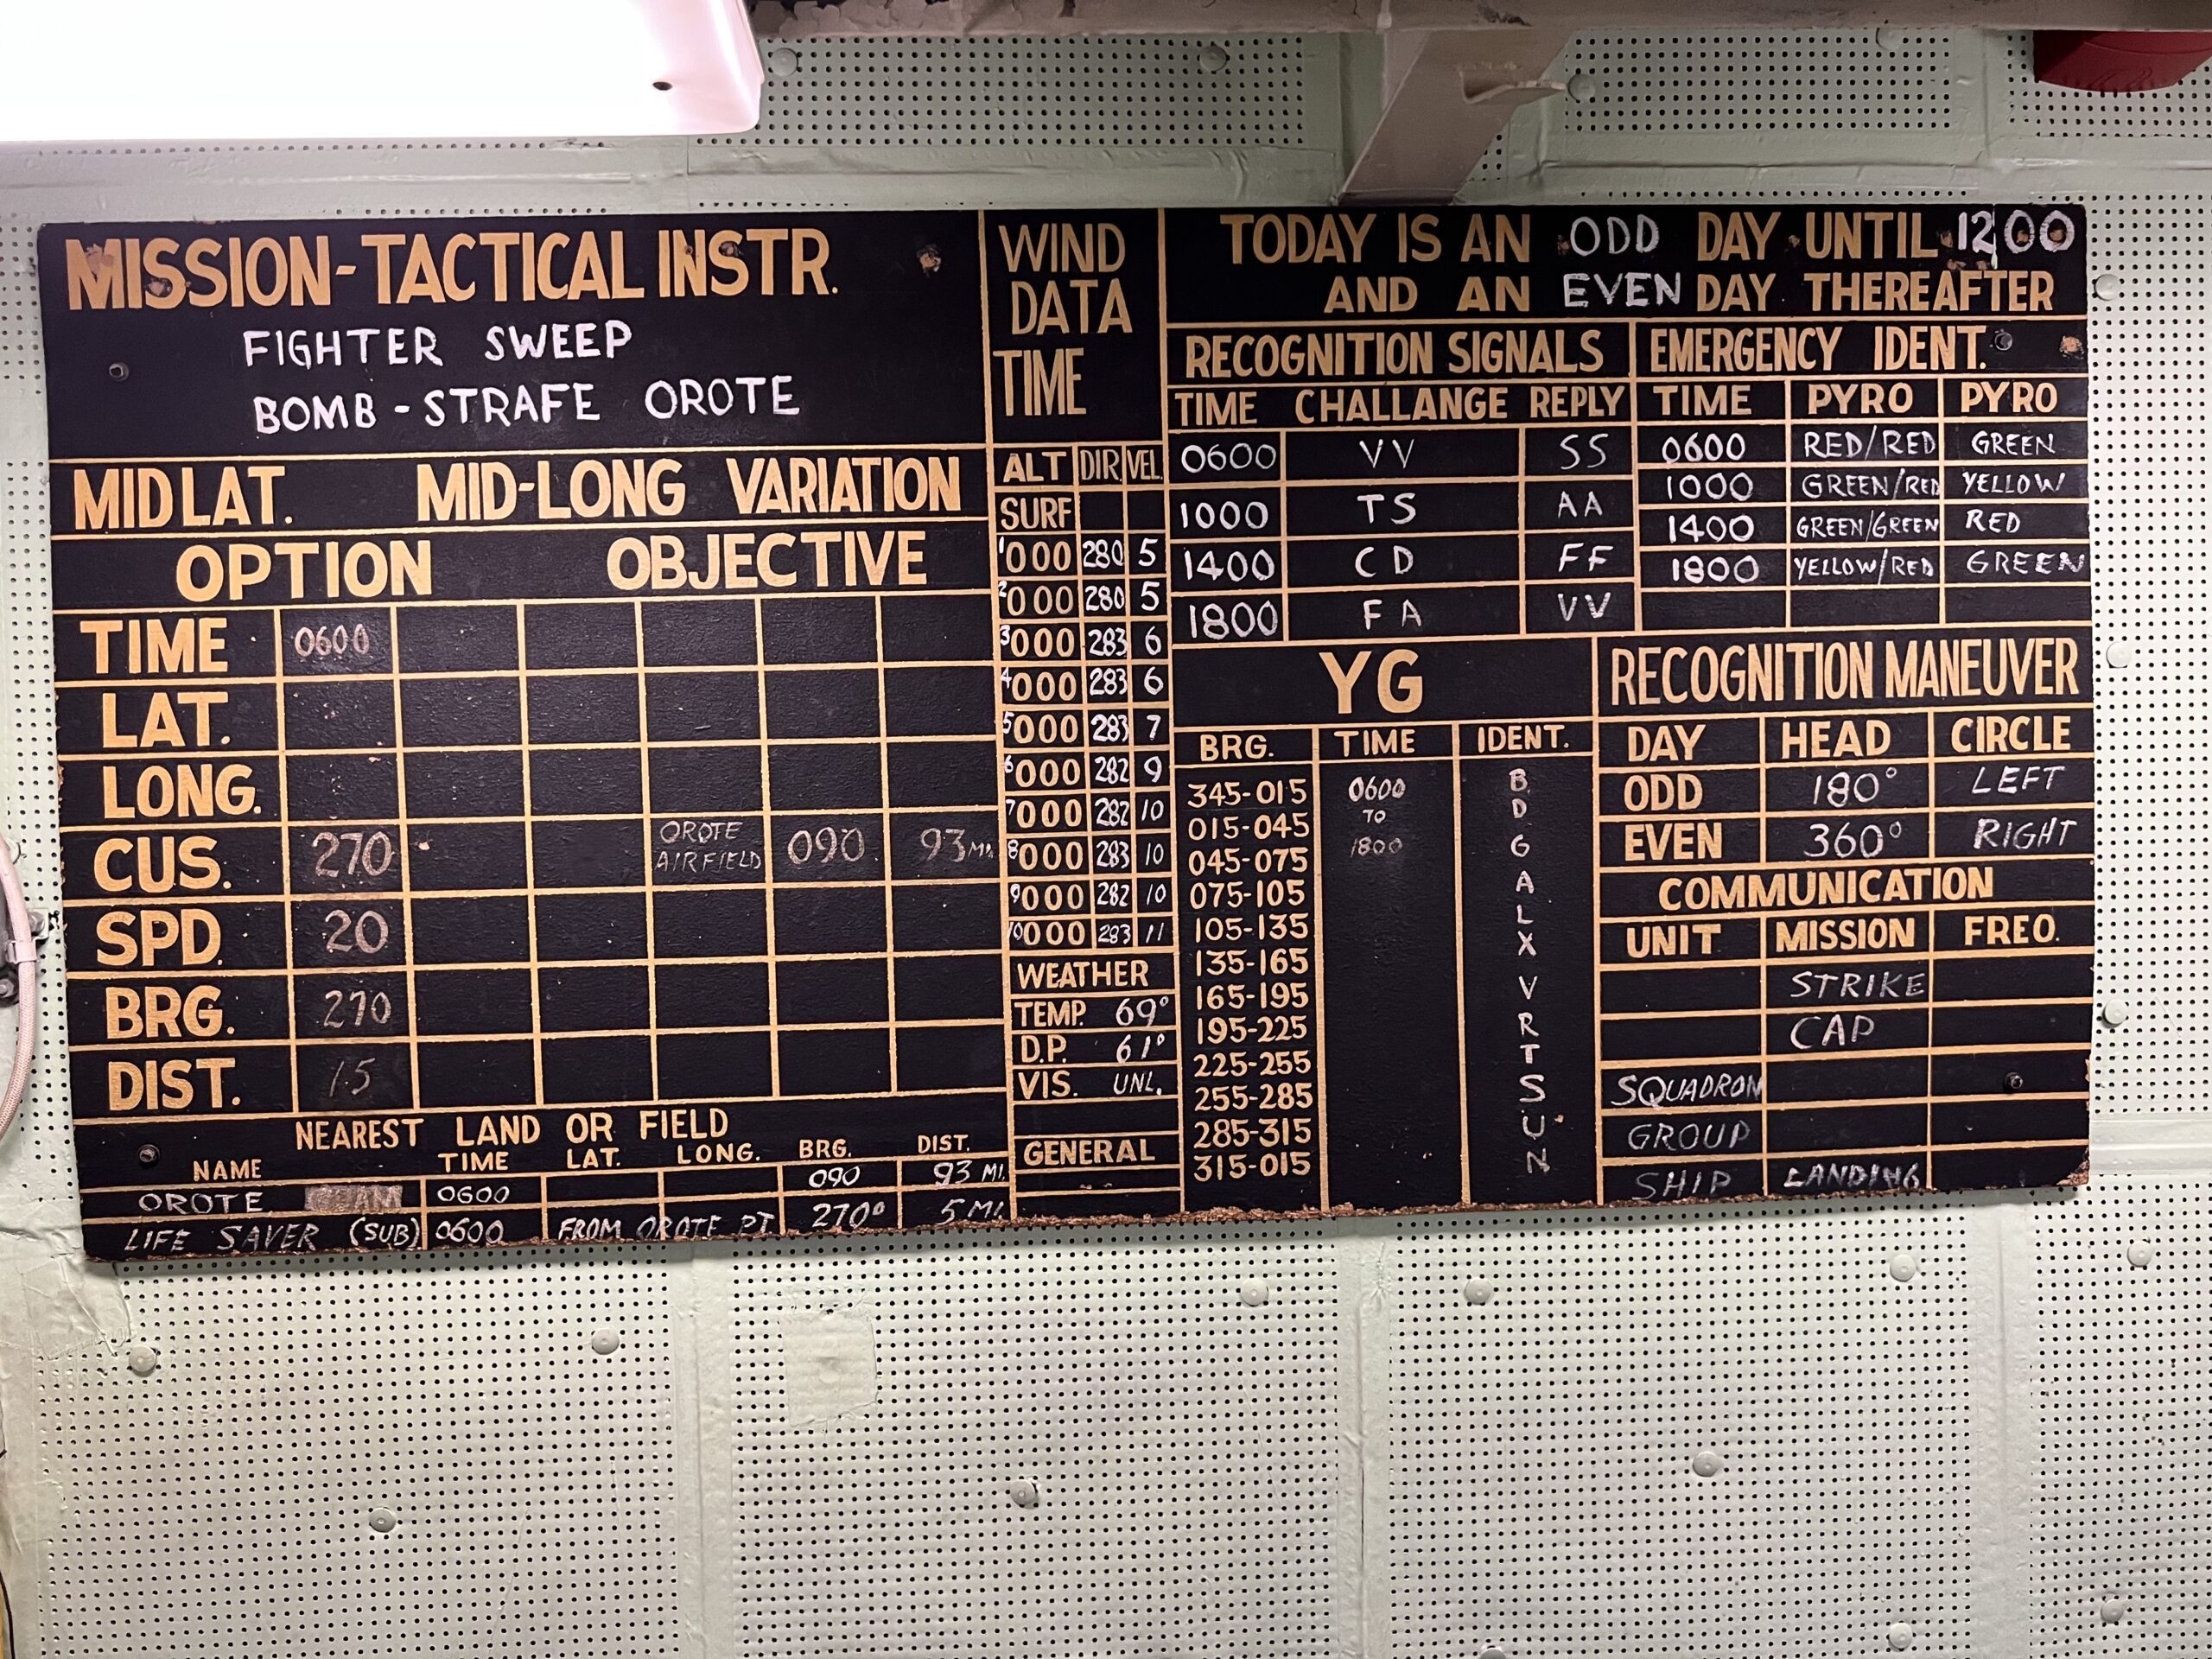 MISSION-TACTICAL INSTR.
FIGHTER SWEEP
BOMB-STRAFE OROTE
MID LAT. MID-LONG VARIATION
OPTION OBJECTIVE
TIME 0600
LAT.
LONG.
CUS. 270 OROTE AIRFIELD 090 93 MI.
SPD. 20
BRG. 270
DIST. 15
NEAREST LAND OR FIELD
NAME TIME LAT. LONG. BRG. DIST.
OROTE 0600 090 93 MI.
LIFE SAVER (SUB) 0600 FROM OROTE PT 270° 5 MI.
WIND
DATA
TIME
ALT DIR VEL
SURF
1000 280 5
2000 280 5
3000 283 6
4000 283 6
5000 283 7
6000 282 9
7000 282 10
8000 283 10
9000 282 10
10000 283 11
WEATHER
TEMP. 69°
D.P. 61°
VIS. UNL.
GENERAL
TODAY IS AN ODD DAY UNTIL 1200
AND AN EVEN DAY THEREAFTER
RECOGNITION SIGNALS
TIME CHALLANGE REPLY
0600 VV SS
1000 TS AA
1400 CD FF
1800 FA VV
EMERGENCY IDENT.
TIME PYRO PYRO
0600 RED/RED GREEN
1000 GREEN/RED YELLOW
1400 GREEN/GREEN RED
1800 YELLOW/RED GREEN
YG
BRG. TIME IDENT.
345-015 0600 B
015-045 TO D
045-075 1800 G
075-105 A
105-135 L
135-165 X
165-195 V
195-225 R
225-255 T
255-285 S
285-315 U
315-015 N
RECOGNITION MANEUVER
DAY HEAD CIRCLE
ODD 180° LEFT
EVEN 360° RIGHT
COMMUNICATION
UNIT MISSION FREQ.
STRIKE
CAP
SQUADRON
GROUP
SHIP LANDING